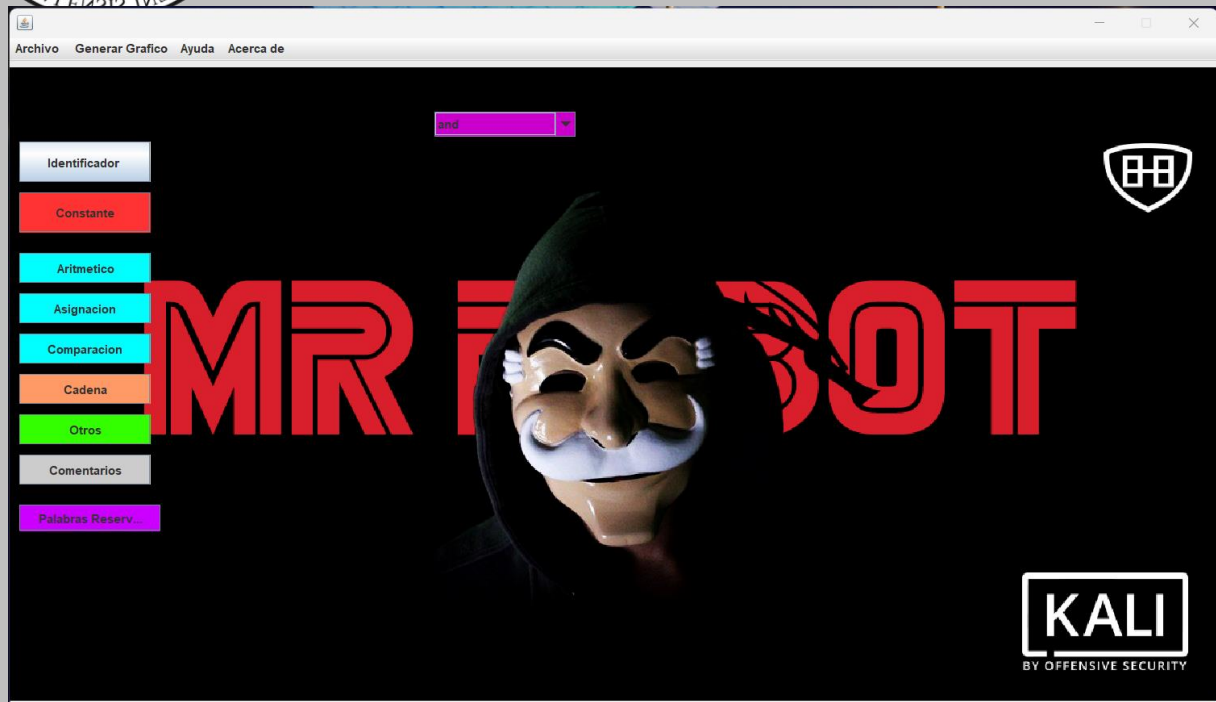 Archivo Generar Grafico Ayuda Acerca de
and
Identificador
Constante
Aritmetico
Asignacion
Comparacion
Cadena
Otros
Comentarios
Palabras Reserv...
MR BOT
KALI
BY OFFENSIVE SECURITY